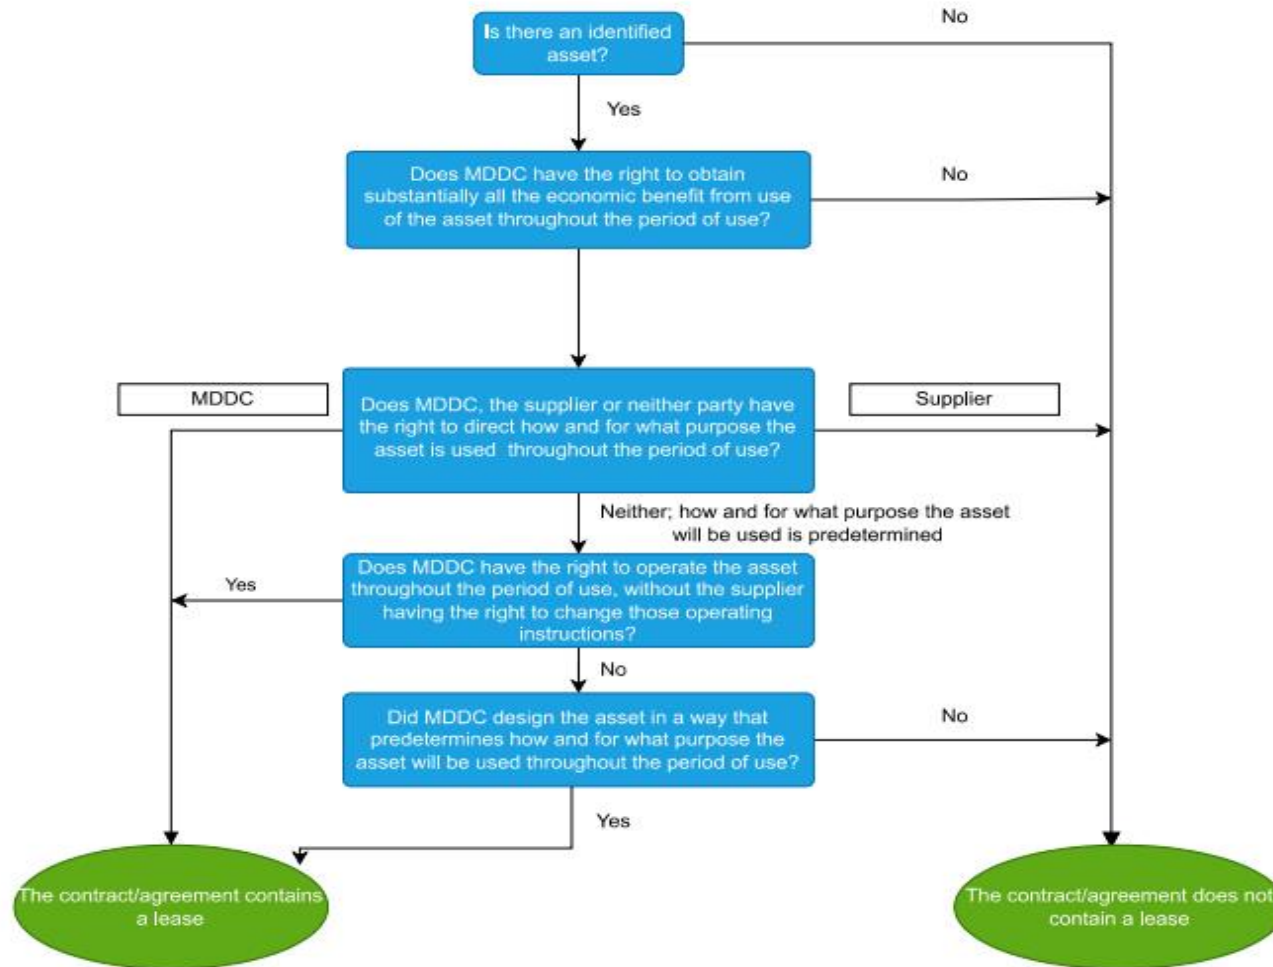 No
Is there an identified
asset?
Yes
Does MDDC have the right to obtain
substantially all the economic benefit from use
of the asset throughout the period of use?
No
MDDC
Does MDDC, the supplier or neither party have
the right to direct how and for what purpose the
asset is used throughout the period of use?
Supplier
Neither; how and for what purpose the asset
will be used is predetermined
Does MDDC have the right to operate the asset
throughout the period of use, without the supplier
having the right to change those operating
instructions?
Yes
No
Did MDDC design the asset in a way that
predetermines how and for what purpose the
asset will be used throughout the period of use?
No
Yes
The contract/agreement contains
a lease
The contract/agreement does not
contain a lease